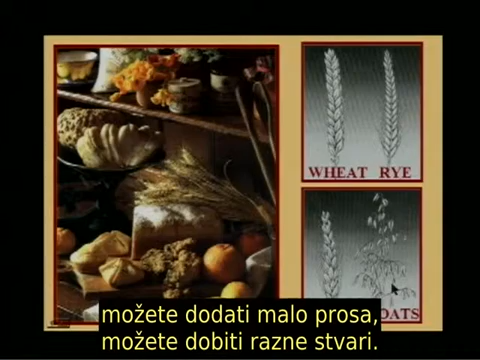 WHEAT RYE
OATS
možete dodati malo prosa,
možete dobiti razne stvari.